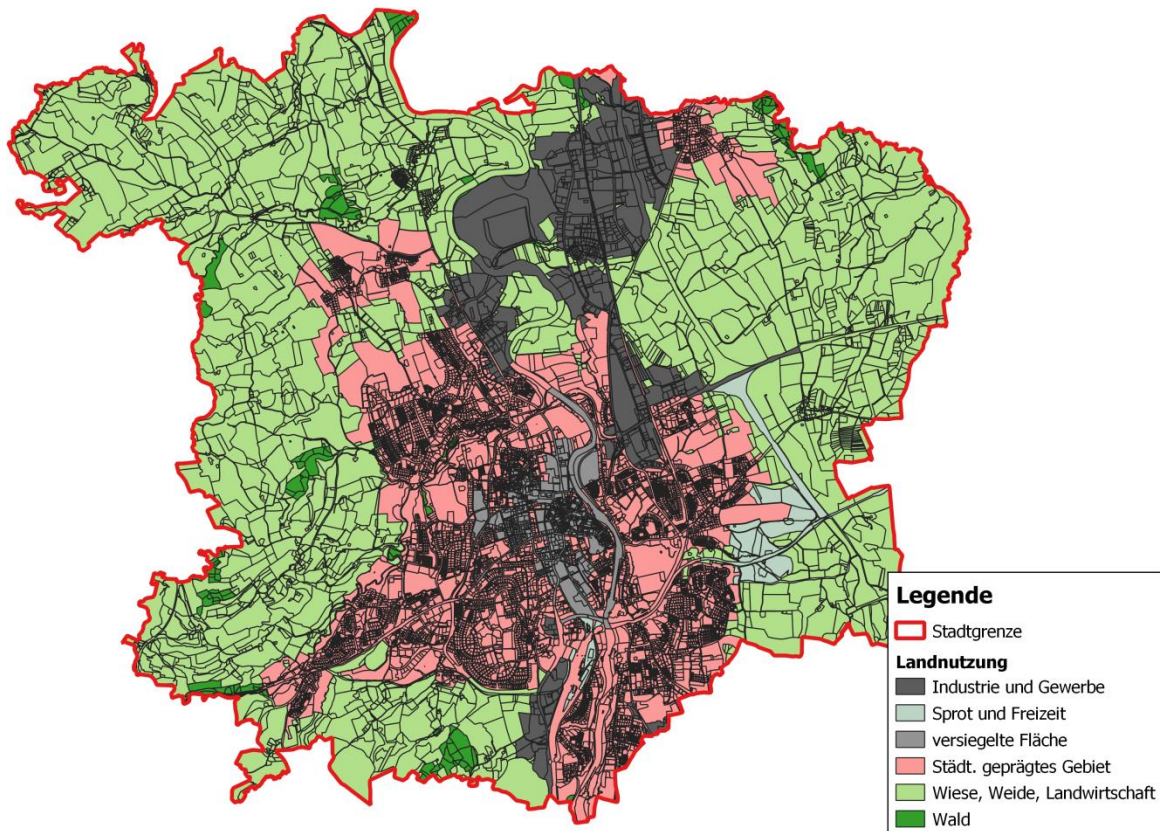 Legende
Stadtgrenze
Landnutzung
Industrie und Gewerbe
Sprot und Freizeit
versiegelte Fläche
Städt. geprägtes Gebiet
Wiese, Weide, Landwirtschaft
Wald